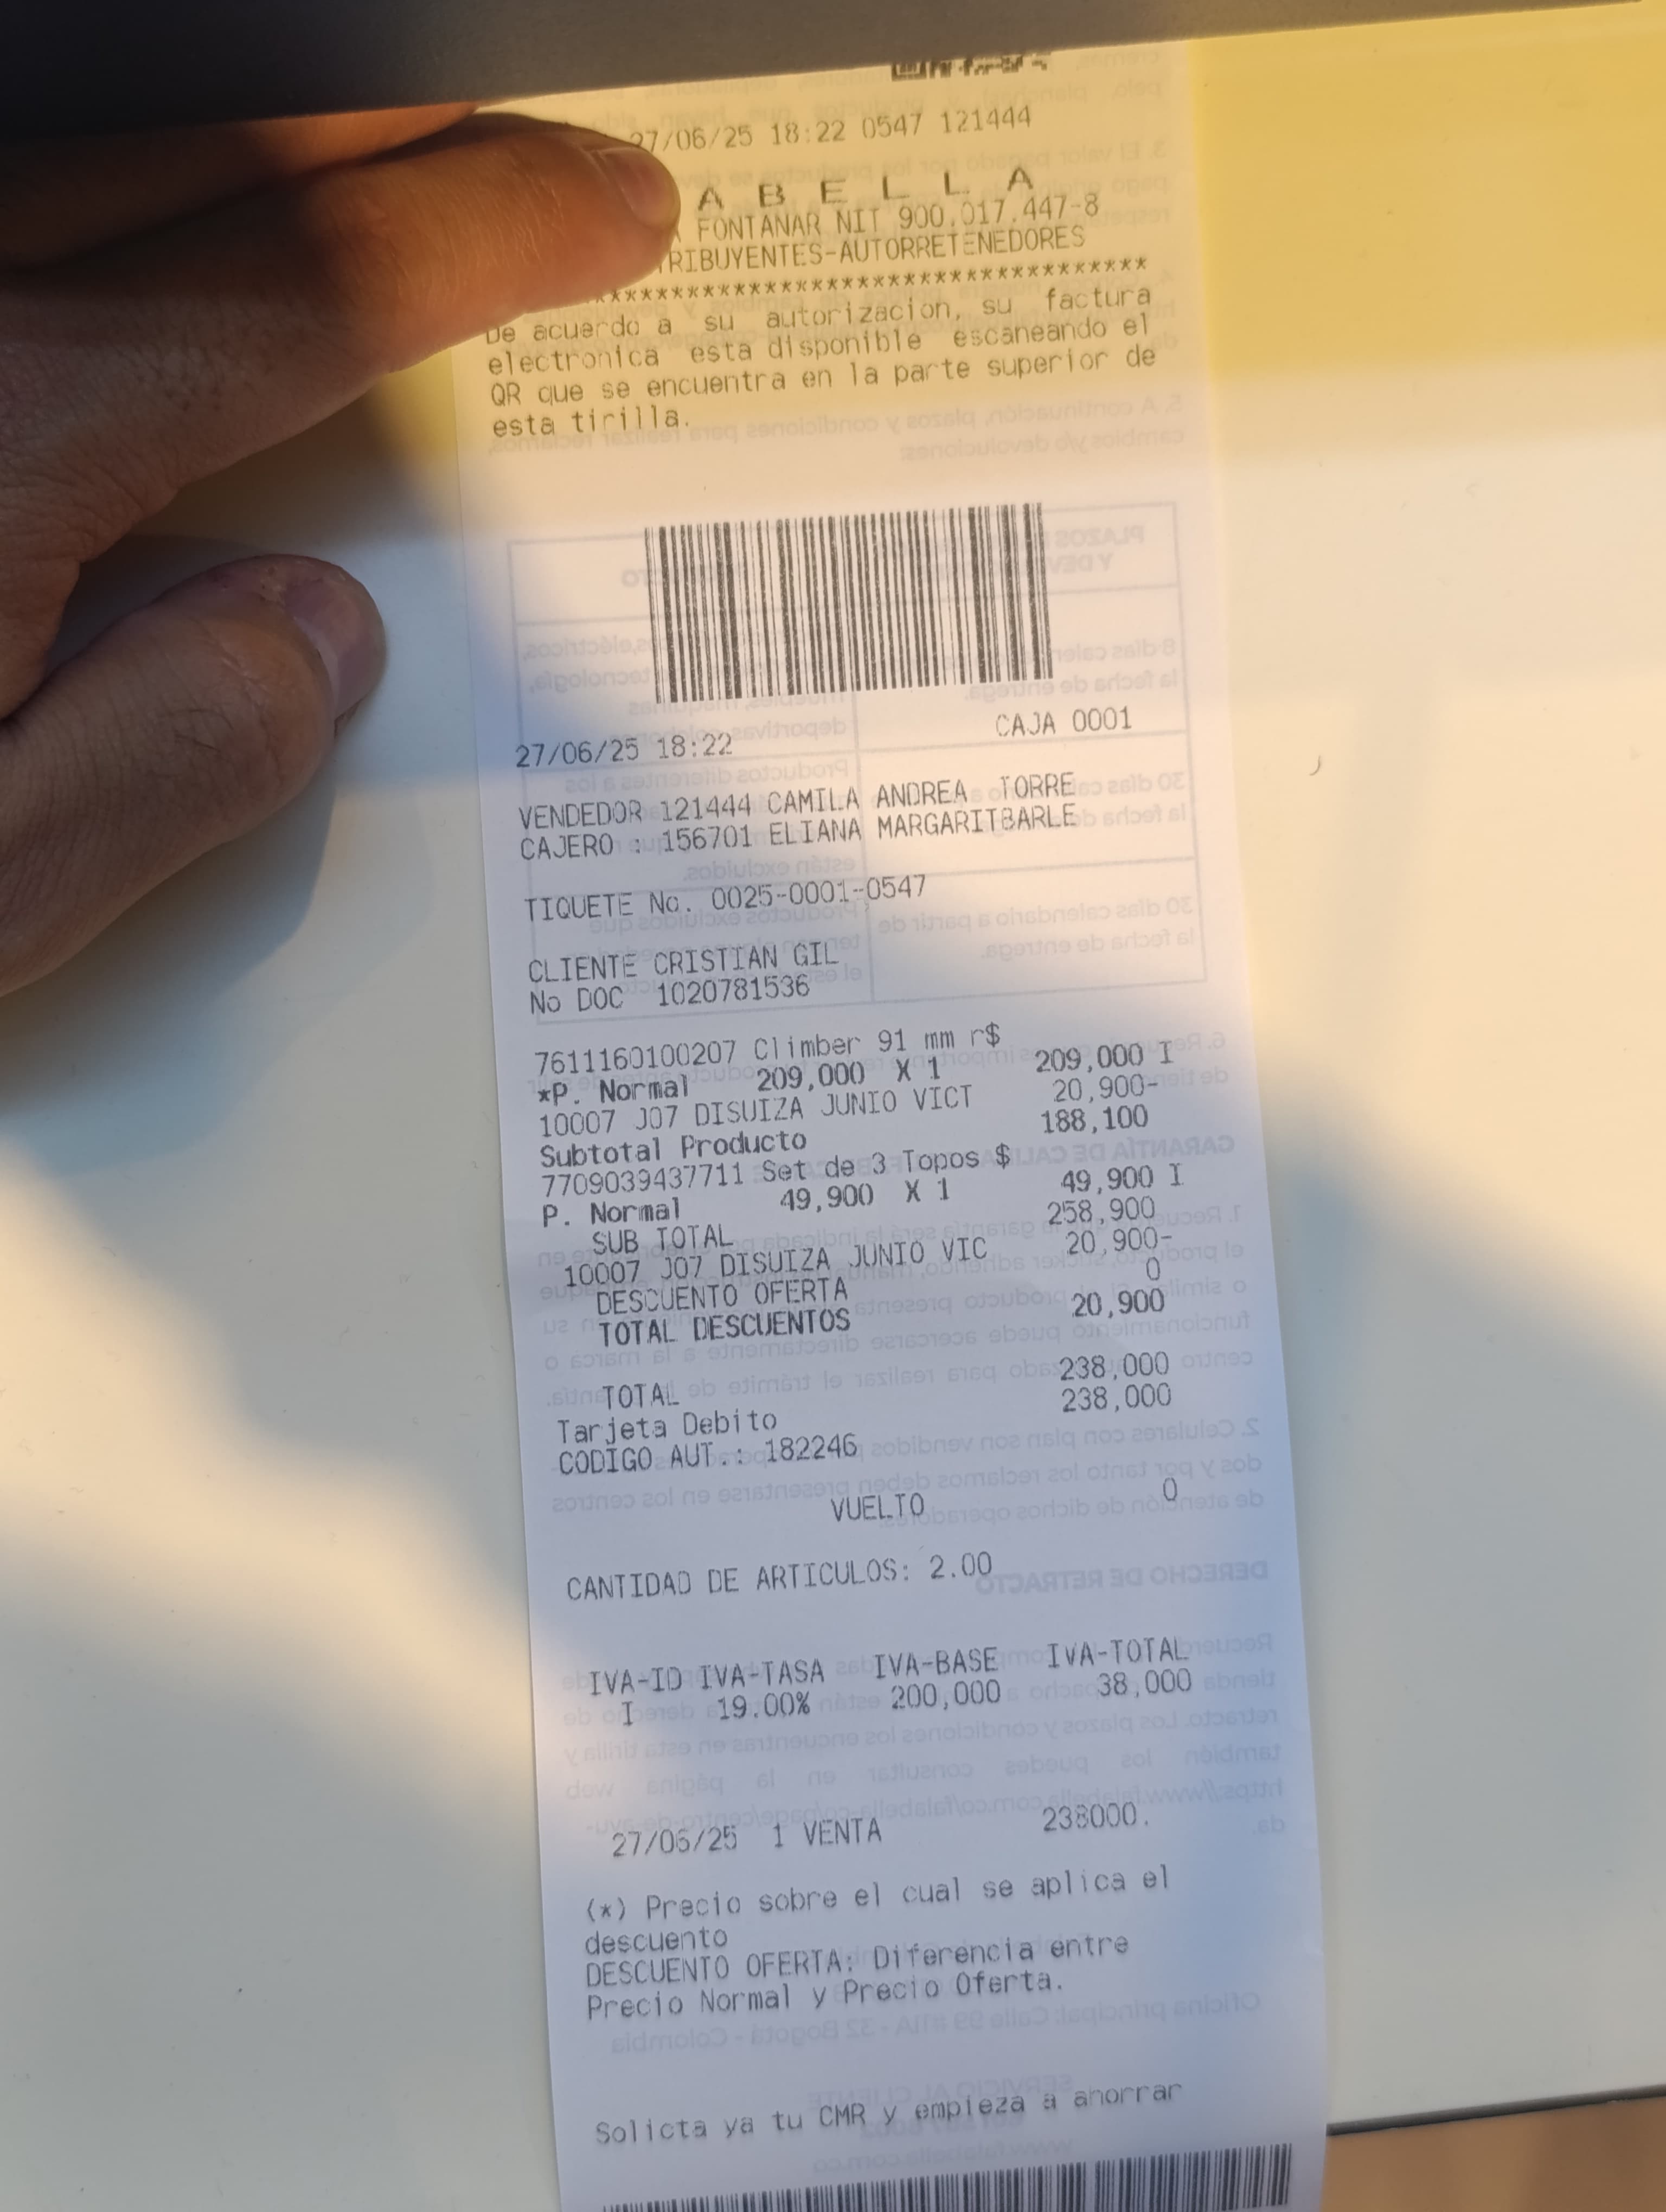 27/06/25 18:22 0547 121444
A B E L L A
FONTANAR NIT 900.017.447-8
RIBUYENTES-AUTORRETENEDORES
************************************
De acuerdo a su autorizacion, su factura
electronica esta disponible escaneando el
QR que se encuentra en la parte superior de
esta tirilla.
27/06/25 18:22 CAJA 0001
VENDEDOR 121444 CAMILA ANDREA TORRE
CAJERO : 156701 ELIANA MARGARITBARLE
TIQUETE No. 0025-0001-0547
CLIENTE CRISTIAN GIL
No DOC 1020781536
7611160100207 Climber 91 mm r$
*P. Normal 209,000 X 1 209,000 I
10007 J07 DISUIZA JUNIO VICT 20,900-
Subtotal Producto 188,100
7709039437711 Set de 3 Topos $
P. Normal 49,900 X 1 49,900 I
SUB TOTAL 258,900
10007 J07 DISUIZA JUNIO VIC 20,900-
DESCUENTO OFERTA 0
TOTAL DESCUENTOS 20,900
TOTAL 238,000
Tarjeta Debito 238,000
CODIGO AUT.: 182246
VUELTO 0
CANTIDAD DE ARTICULOS: 2.00
IVA-ID IVA-TASA IVA-BASE IVA-TOTAL
I 19.00% 200,000 38,000
27/06/25 1 VENTA 238000.
(*) Precio sobre el cual se aplica el
descuento
DESCUENTO OFERTA: Diferencia entre
Precio Normal y Precio Oferta.
Solicta ya tu CMR y empieza a ahorrar